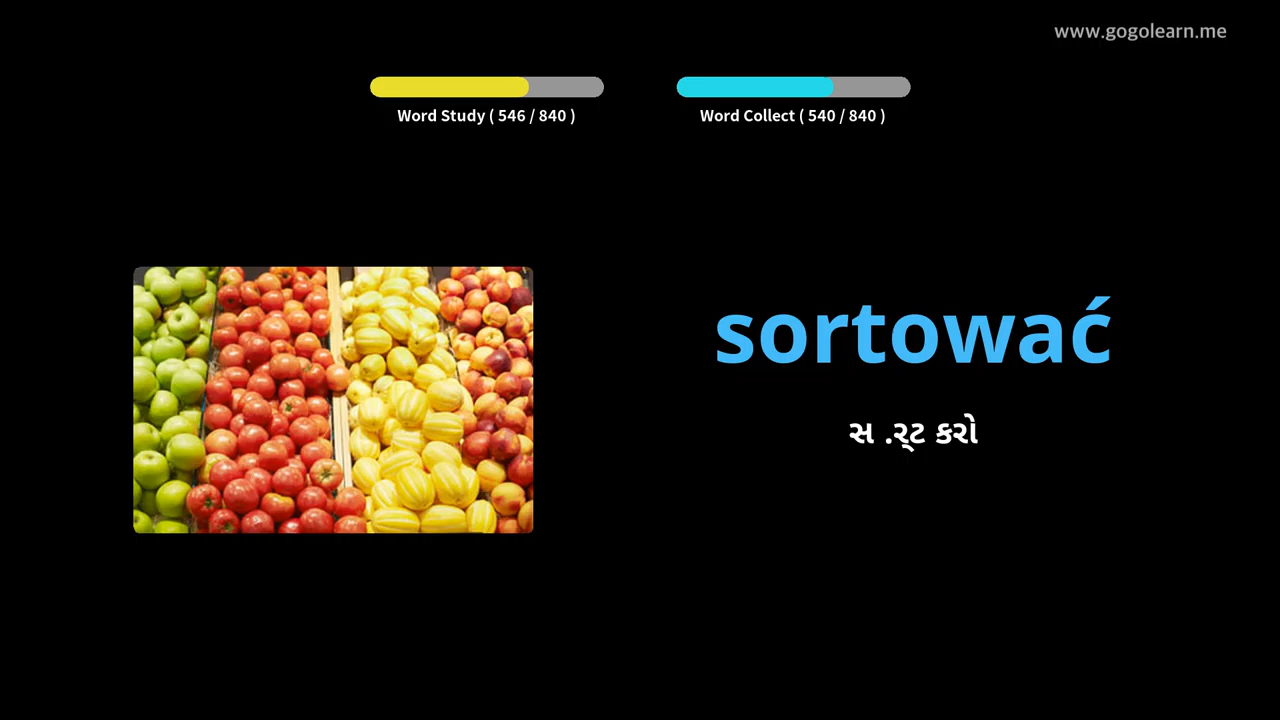 www.gogolearn.me
Word Study ( 546 / 840 )
Word Collect ( 540 / 840 )
sortować
સ .ર્ટ કરો